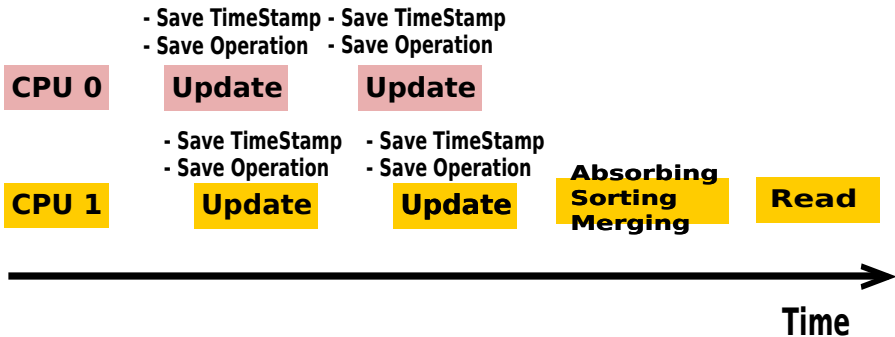 - Save TimeStamp - Save TimeStamp
- Save Operation - Save Operation
CPU 0 Update Update
- Save TimeStamp - Save TimeStamp
- Save Operation - Save Operation
CPU 1 Update Update
Absorbing
Sorting
Merging
Read
Time